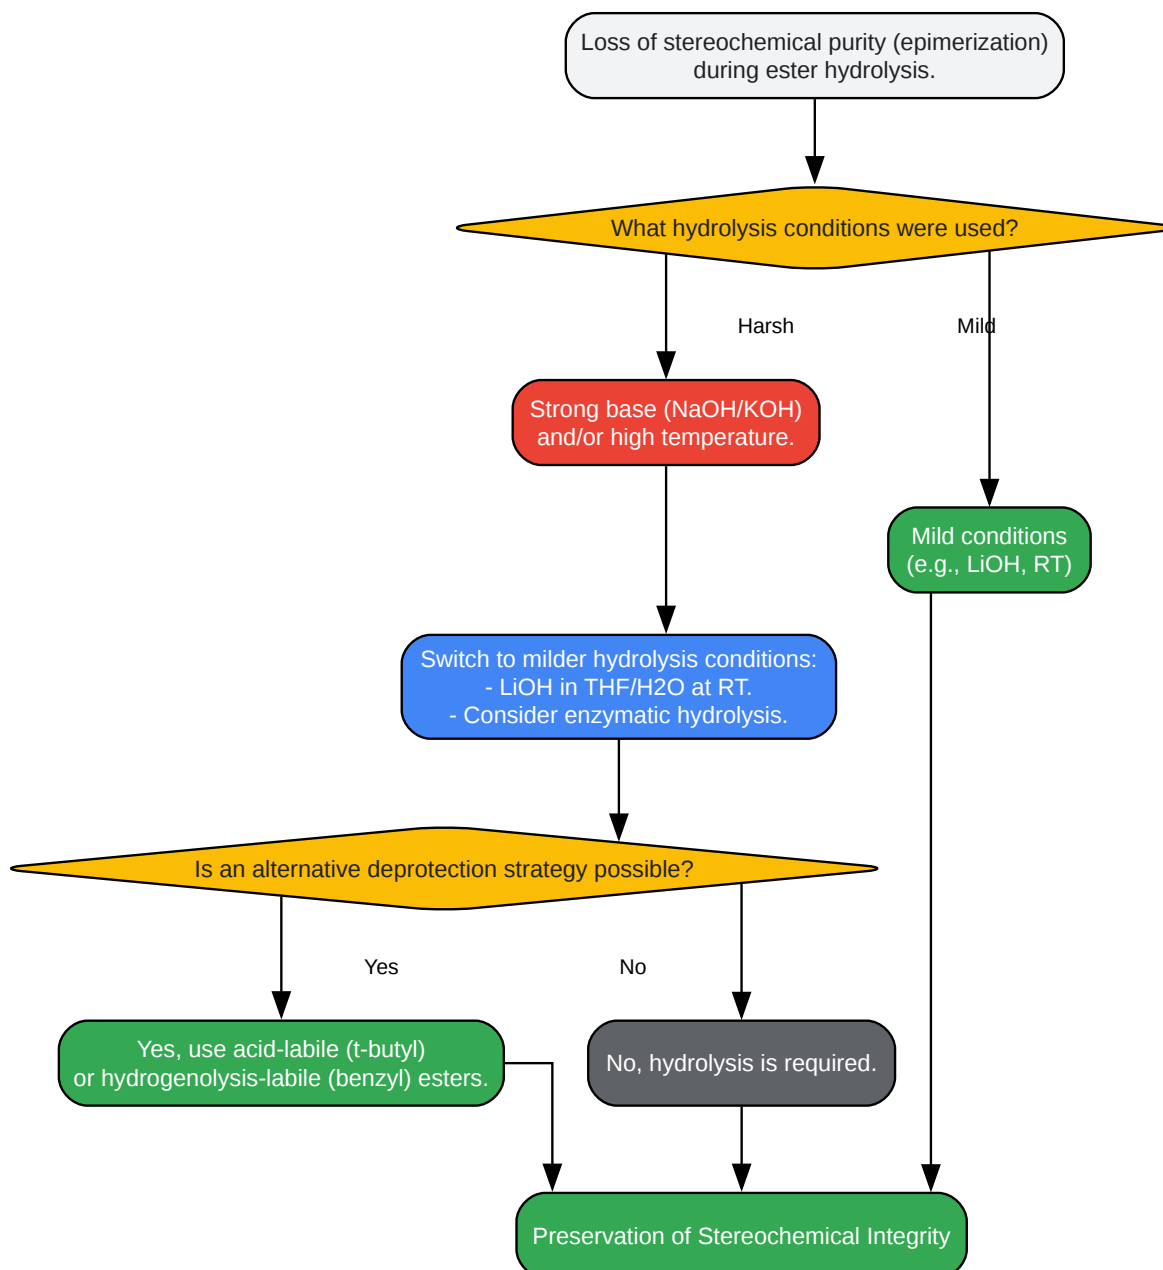 Loss of stereochemical purity (epimerization)
during ester hydrolysis.
What hydrolysis conditions were used?
Harsh
Mild
Strong base (NaOH/KOH)
and/or high temperature.
Mild conditions
(e.g., LiOH, RT)
Switch to milder hydrolysis conditions:
- LiOH in THF/H2O at RT.
- Consider enzymatic hydrolysis.
Is an alternative deprotection strategy possible?
Yes
No
Yes, use acid-labile (t-butyl)
or hydrogenolysis-labile (benzyl) esters.
No, hydrolysis is required.
Preservation of Stereochemical Integrity